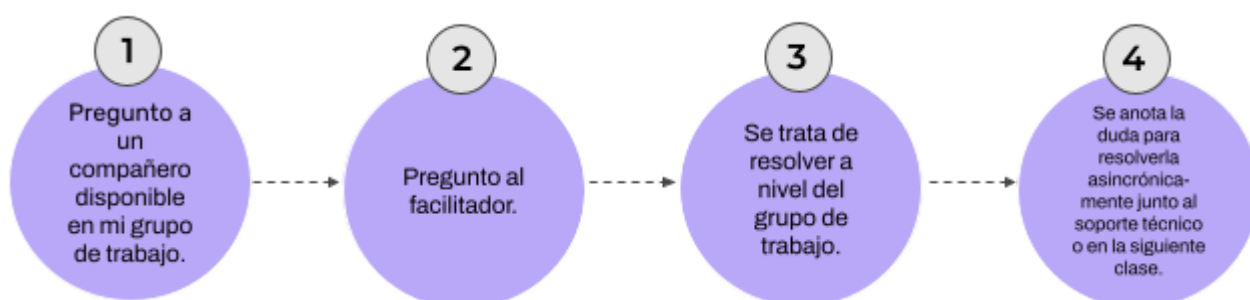 1
Pregunto a
un
compañero
disponible
en mi grupo
de trabajo.
2
Pregunto al
facilitador.
3
Se trata de
resolver a
nivel del
grupo de
trabajo.
4
Se anota la
duda para
resolverla
asincrónica-
mente junto al
soporte técnico
o en la siguiente
clase.